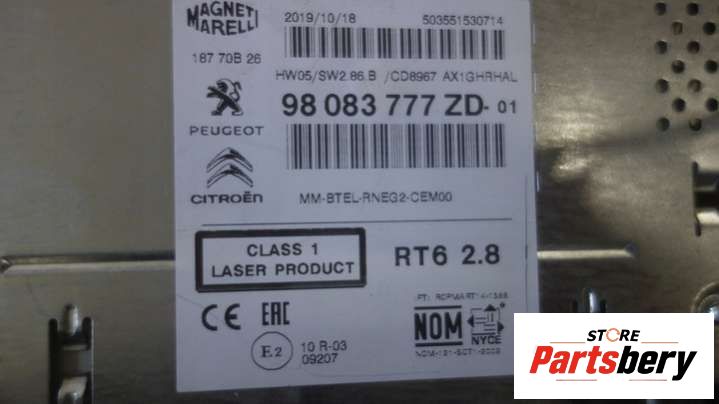 MAGNETI
MARELLI
2019/10/18 503551530714
187 70B 26
HW05/SW2.86.B /CD8967 AX1GHRHAL
98 083 777 ZD- 01
PEUGEOT
CITROËN
MM-BTEL-RNEG2-CEM00
CLASS 1
LASER PRODUCT
RT6 2.8
CE EAC
E2
10 R-03
09207
NOM
NYCE
STORE
Partsbery